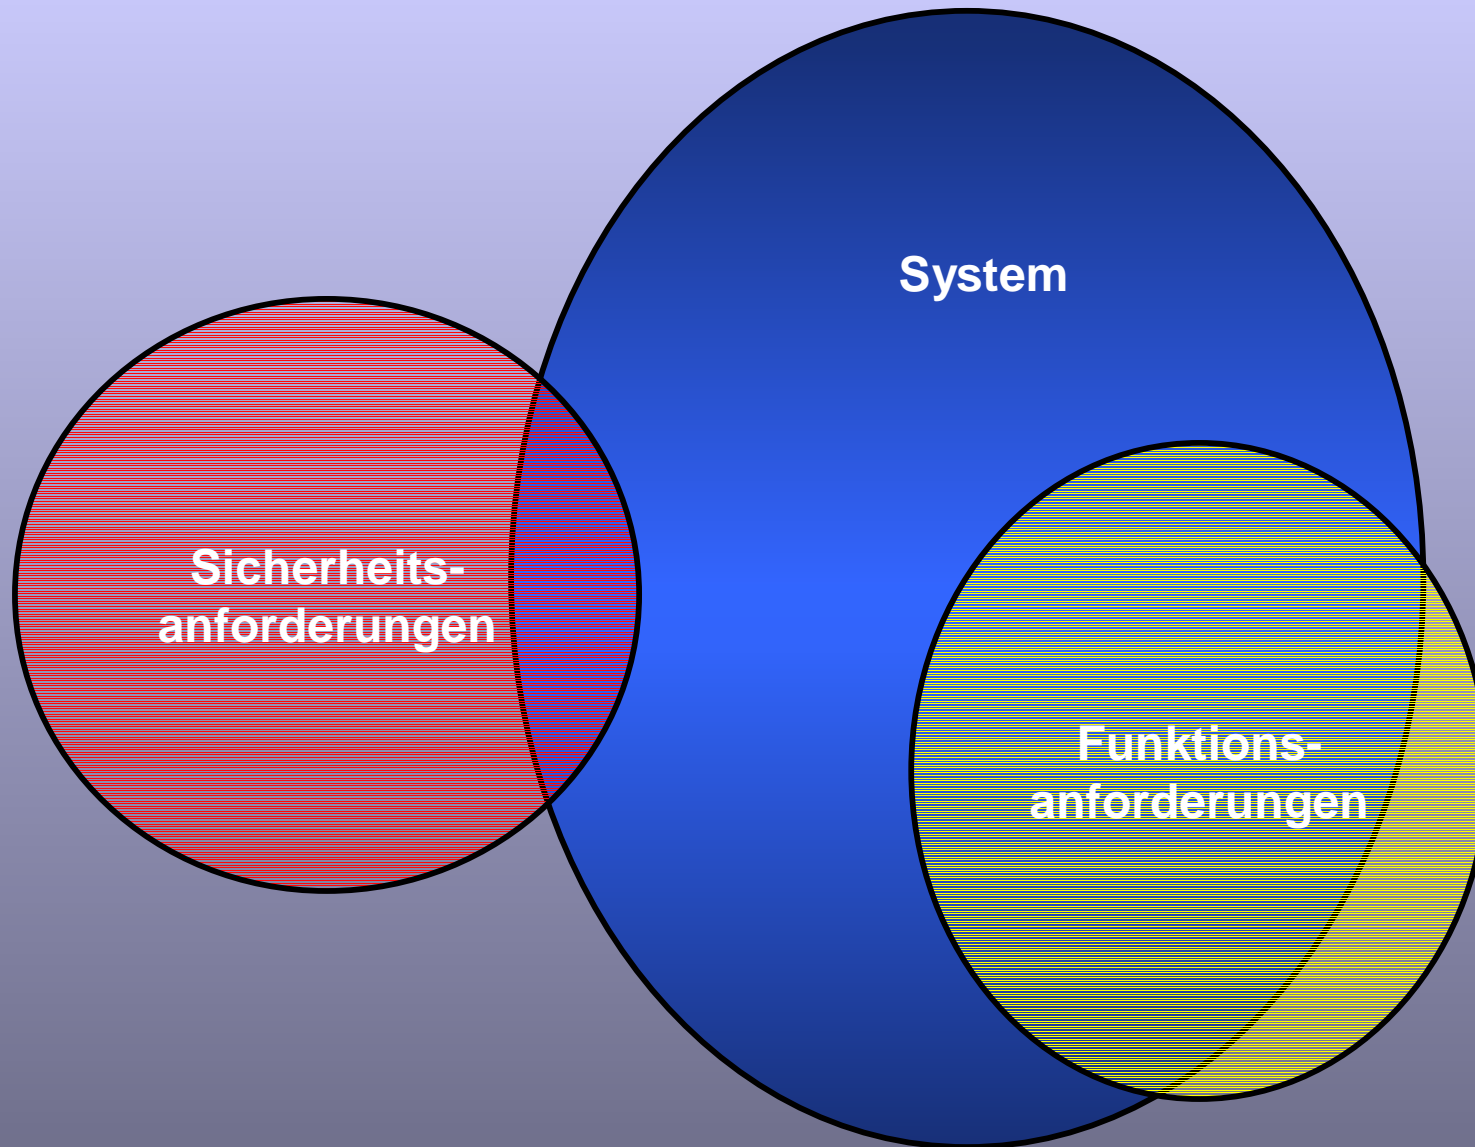 System
Sicherheits-
anforderungen
Funktions-
anforderungen